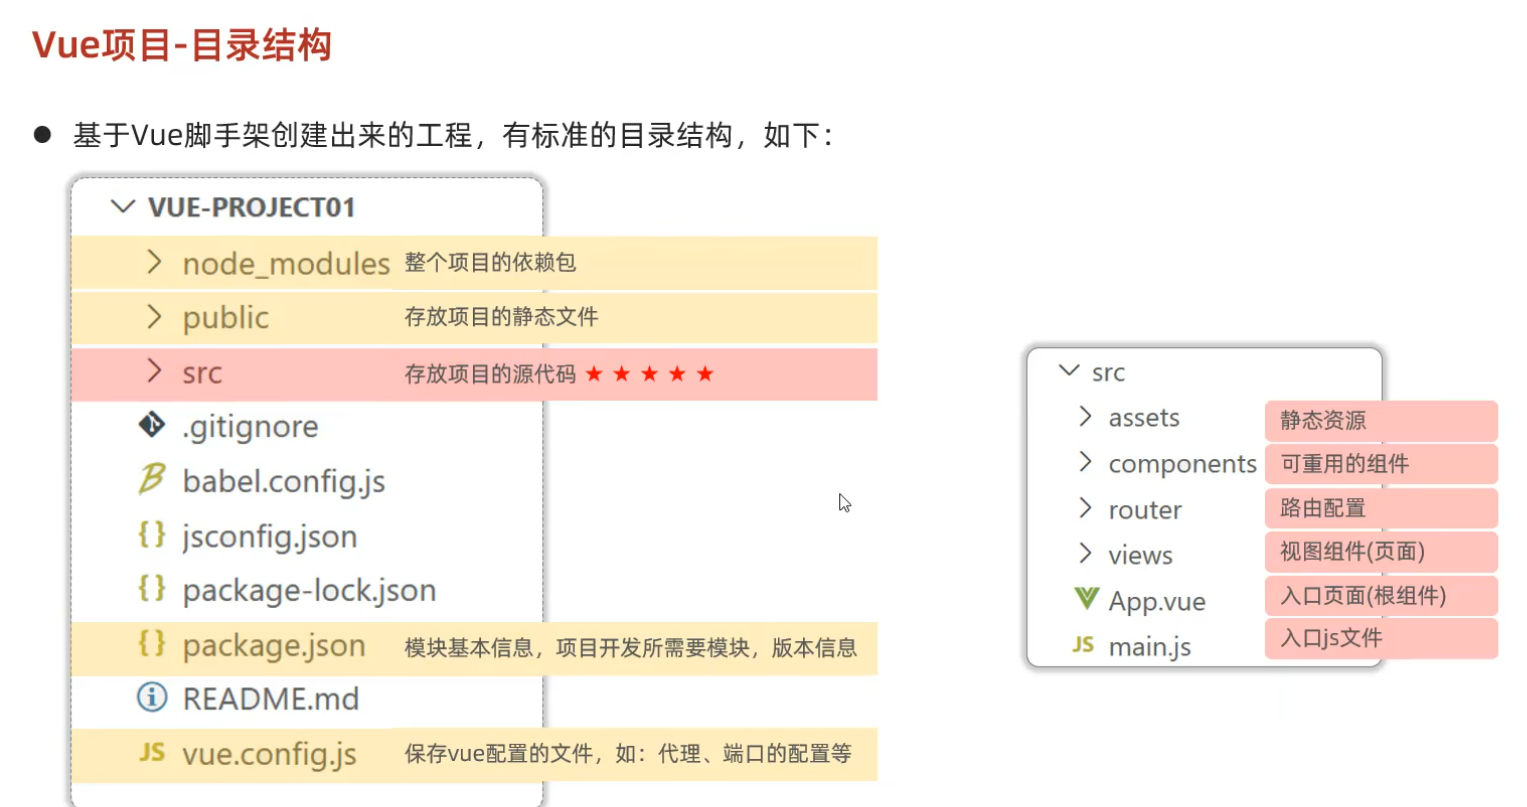 Vue项目-目录结构
● 基于Vue脚手架创建出来的工程，有标准的目录结构，如下：
VUE-PROJECT01
node_modules 整个项目的依赖包
public 存放项目的静态文件
src 存放项目的源代码 ★ ★ ★ ★ ★
.gitignore
babel.config.js
{} jsconfig.json
{} package-lock.json
{} package.json 模块基本信息，项目开发所需要模块，版本信息
README.md
JS vue.config.js 保存vue配置的文件，如：代理、端口的配置等
src
assets 静态资源
components 可重用的组件
router 路由配置
views 视图组件(页面)
App.vue 入口页面(根组件)
JS main.js 入口js文件